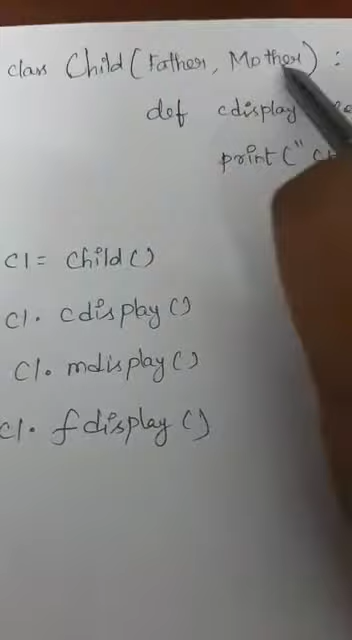 class Child (Father, Mother) :
def cdisplay
print ("
C1 = Child ()
C1. cdisplay ()
C1. mdisplay ()
C1. fdisplay ()